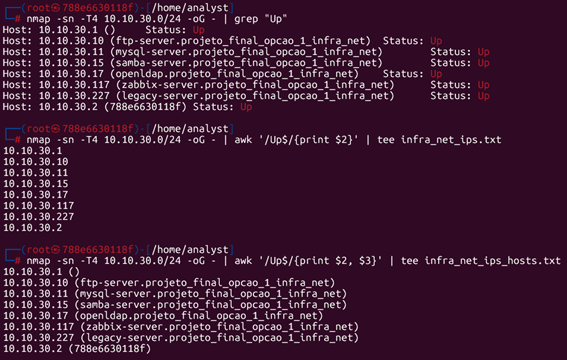 ┌──(root㉿788e6630118f)-[/home/analyst]
└─# nmap -sn -T4 10.10.30.0/24 -oG - | grep "Up"
Host: 10.10.30.1 ()     Status: Up
Host: 10.10.30.10 (ftp-server.projeto_final_opcao_1_infra_net)  Status: Up
Host: 10.10.30.11 (mysql-server.projeto_final_opcao_1_infra_net)        Status: Up
Host: 10.10.30.15 (samba-server.projeto_final_opcao_1_infra_net)        Status: Up
Host: 10.10.30.17 (openldap.projeto_final_opcao_1_infra_net)    Status: Up
Host: 10.10.30.117 (zabbix-server.projeto_final_opcao_1_infra_net)      Status: Up
Host: 10.10.30.227 (legacy-server.projeto_final_opcao_1_infra_net)      Status: Up
Host: 10.10.30.2 (788e6630118f) Status: Up
┌──(root㉿788e6630118f)-[/home/analyst]
└─# nmap -sn -T4 10.10.30.0/24 -oG - | awk '/Up$/{print $2}' | tee infra_net_ips.txt
10.10.30.1
10.10.30.10
10.10.30.11
10.10.30.15
10.10.30.17
10.10.30.117
10.10.30.227
10.10.30.2
┌──(root㉿788e6630118f)-[/home/analyst]
└─# nmap -sn -T4 10.10.30.0/24 -oG - | awk '/Up$/{print $2, $3}' | tee infra_net_ips_hosts.txt
10.10.30.1 ()
10.10.30.10 (ftp-server.projeto_final_opcao_1_infra_net)
10.10.30.11 (mysql-server.projeto_final_opcao_1_infra_net)
10.10.30.15 (samba-server.projeto_final_opcao_1_infra_net)
10.10.30.17 (openldap.projeto_final_opcao_1_infra_net)
10.10.30.117 (zabbix-server.projeto_final_opcao_1_infra_net)
10.10.30.227 (legacy-server.projeto_final_opcao_1_infra_net)
10.10.30.2 (788e6630118f)